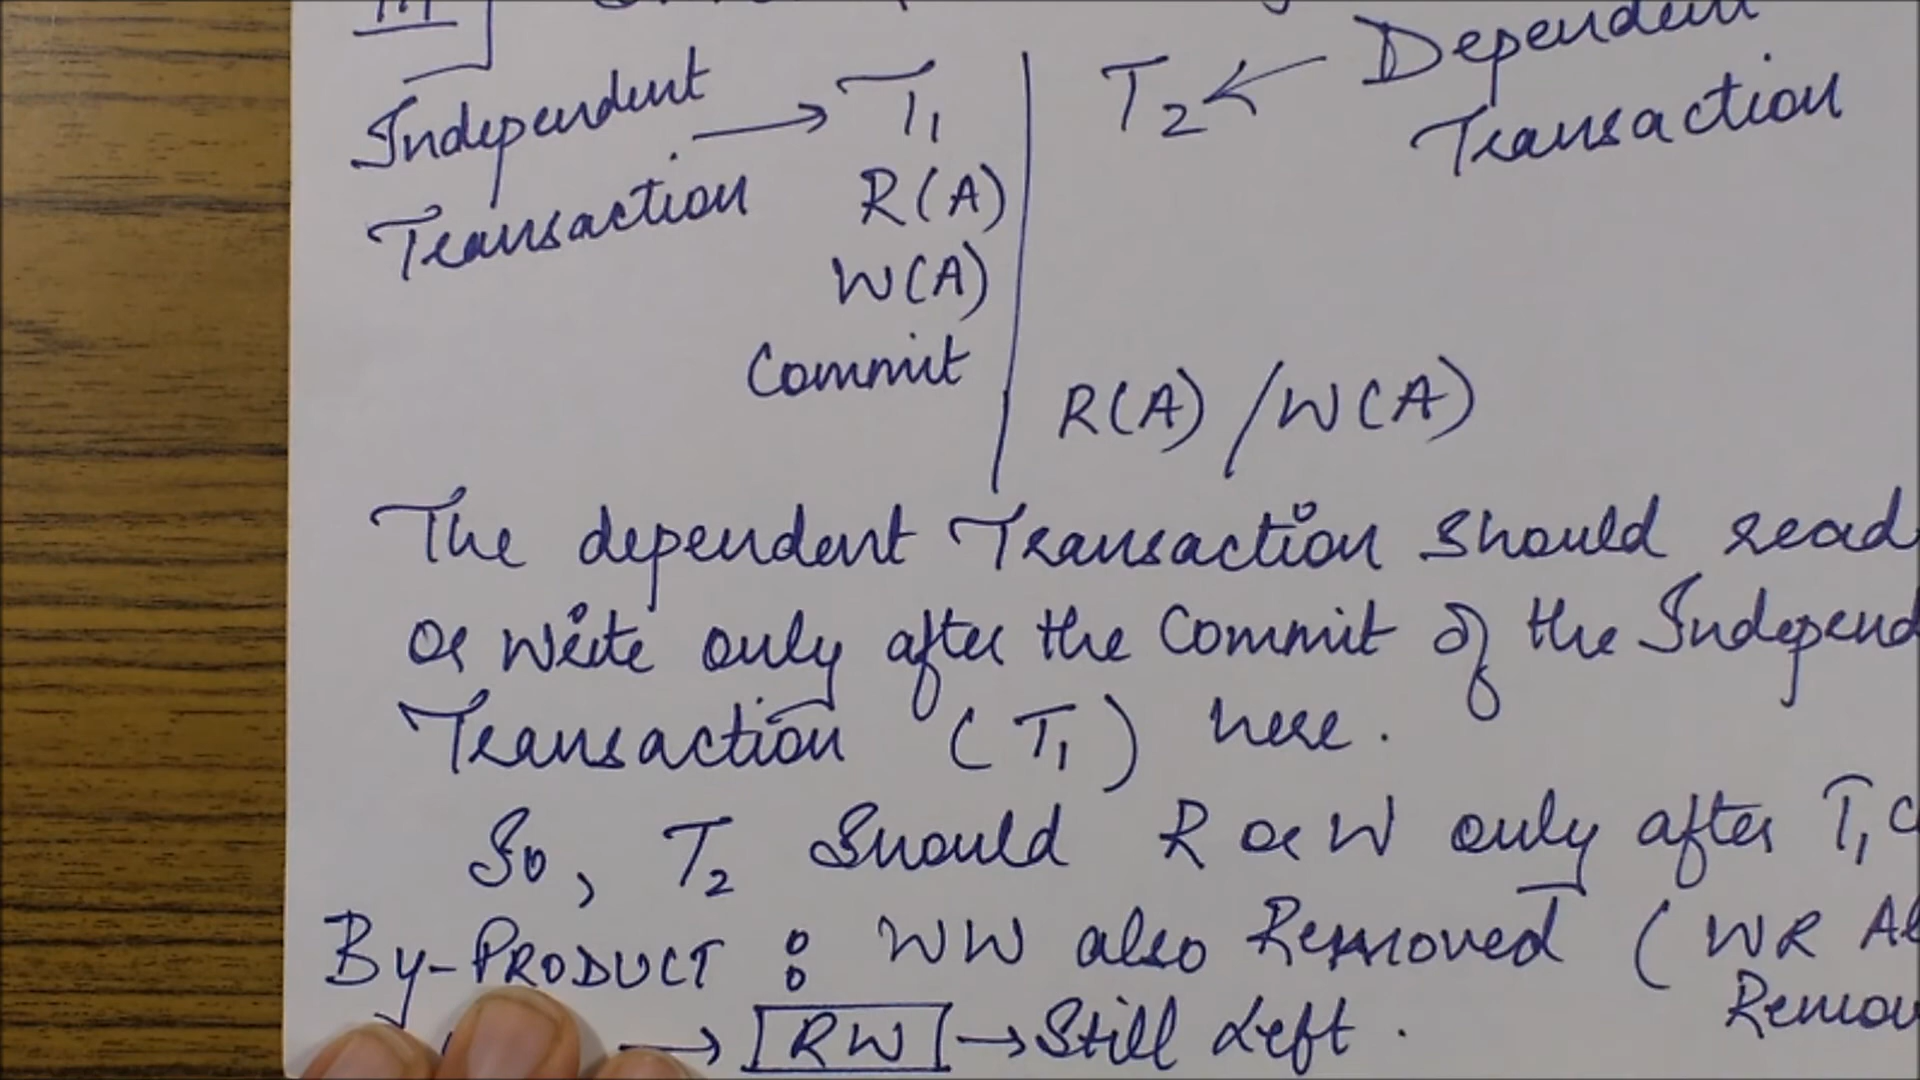 III
Independent
Transaction → T1 | T2 ← Dependent
Transaction
R(A)
W(A)
Commit
R(A) / W(A)
The dependent Transaction should read
or write only after the Commit of the Independ
Transaction (T1) here.
So, T2 Should R or W only after T1 C
By-PRODUCT : WW also Removed ( WR Al
Remov
→ RW → Still Left.